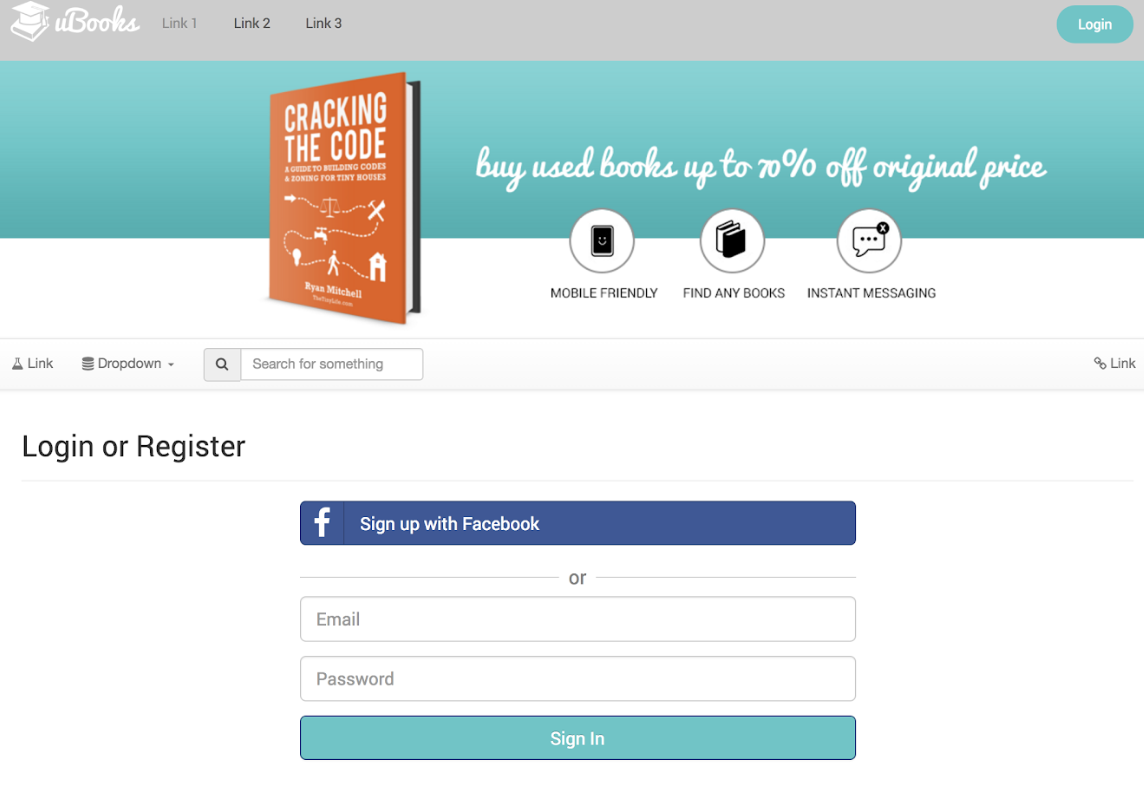 uBooks Link 1 Link 2 Link 3 Login
CRACKING
THE CODE
A GUIDE TO BUILDING CODES
& ZONING FOR TINY HOUSES
Ryan Mitchell
TheTinyLife.com
buy used books up to 70% off original price
MOBILE FRIENDLY FIND ANY BOOKS INSTANT MESSAGING
Link Dropdown Search for something Link
Login or Register
f Sign up with Facebook
or
Email
Password
Sign In